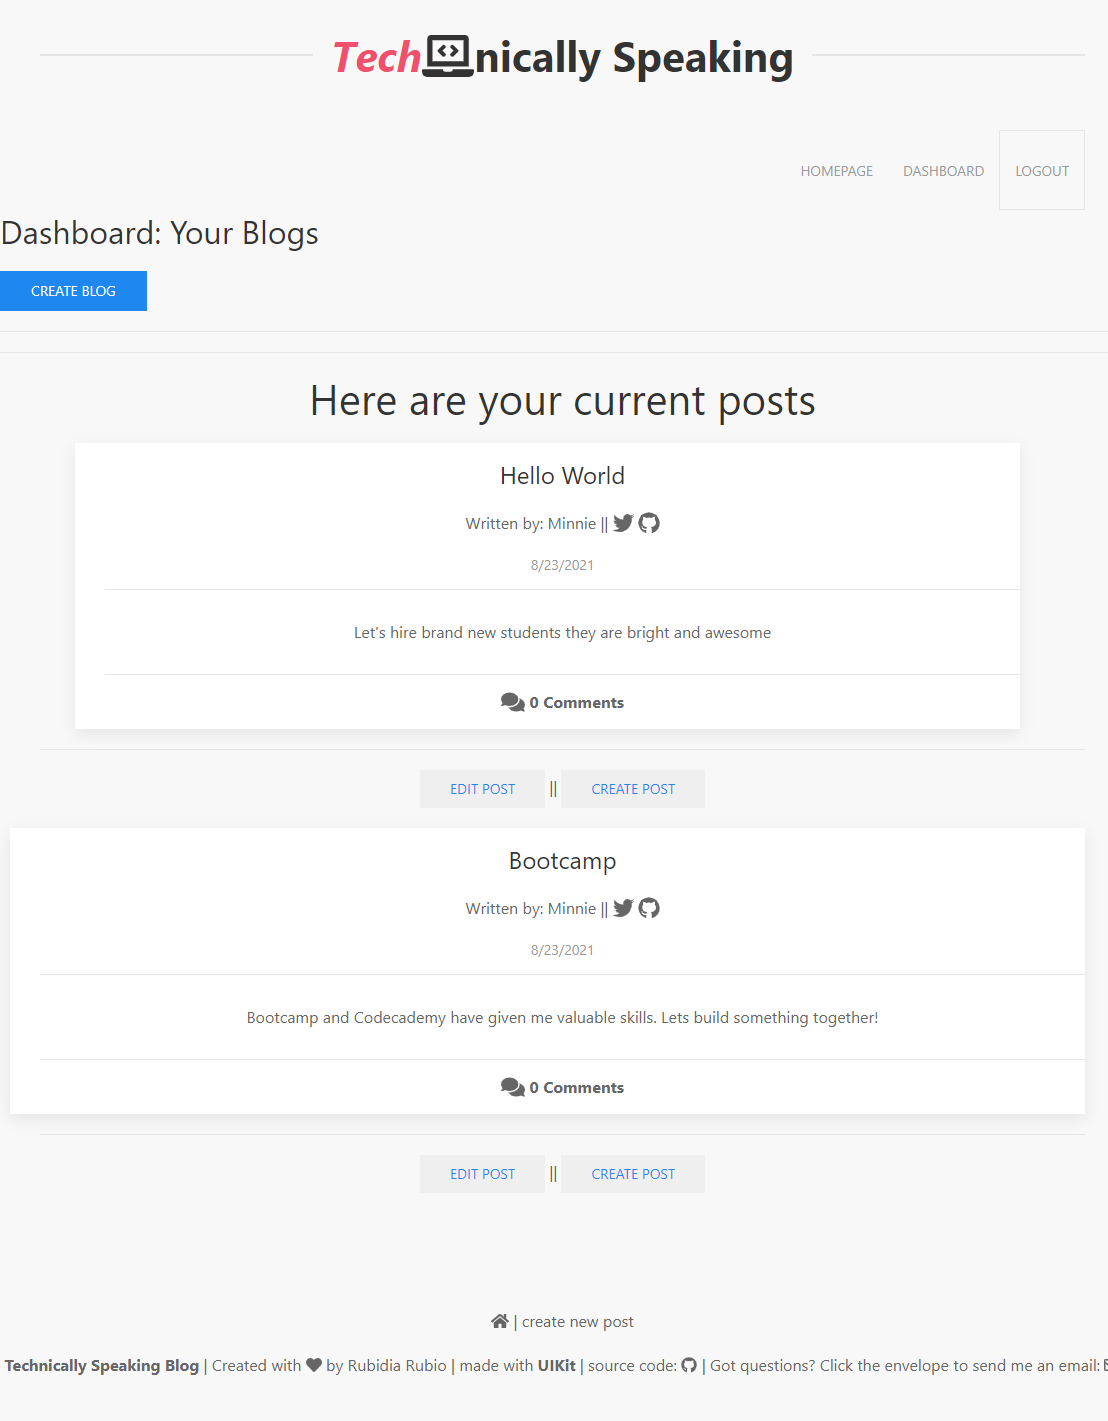 Technically Speaking
HOMEPAGE DASHBOARD LOGOUT
Dashboard: Your Blogs
CREATE BLOG
Here are your current posts
Hello World
Written by: Minnie ||
8/23/2021
Let's hire brand new students they are bright and awesome
0 Comments
EDIT POST || CREATE POST
Bootcamp
Written by: Minnie ||
8/23/2021
Bootcamp and Codecademy have given me valuable skills. Lets build something together!
0 Comments
EDIT POST || CREATE POST
| create new post
Technically Speaking Blog | Created with by Rubidia Rubio | made with UIKit | source code: | Got questions? Click the envelope to send me an email: